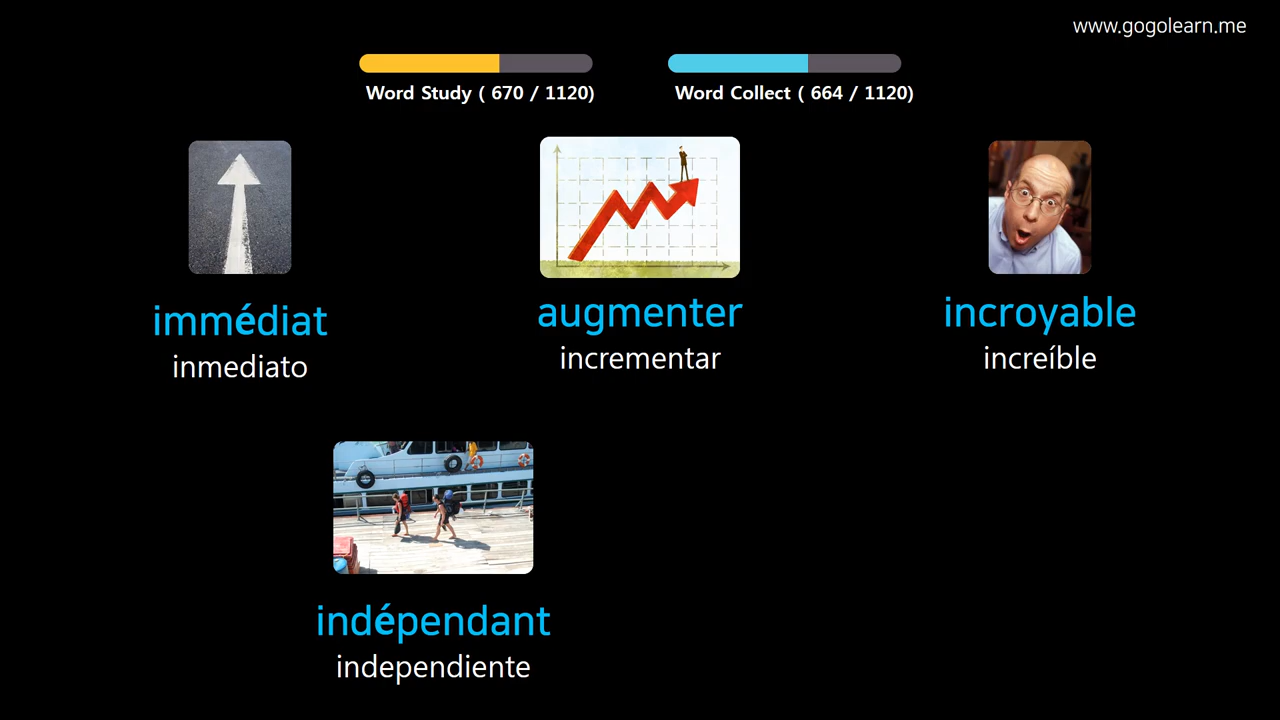 www.gogolearn.me
Word Study ( 670 / 1120)
Word Collect ( 664 / 1120)
immédiat
inmediato
augmenter
incrementar
incroyable
increíble
indépendant
independiente